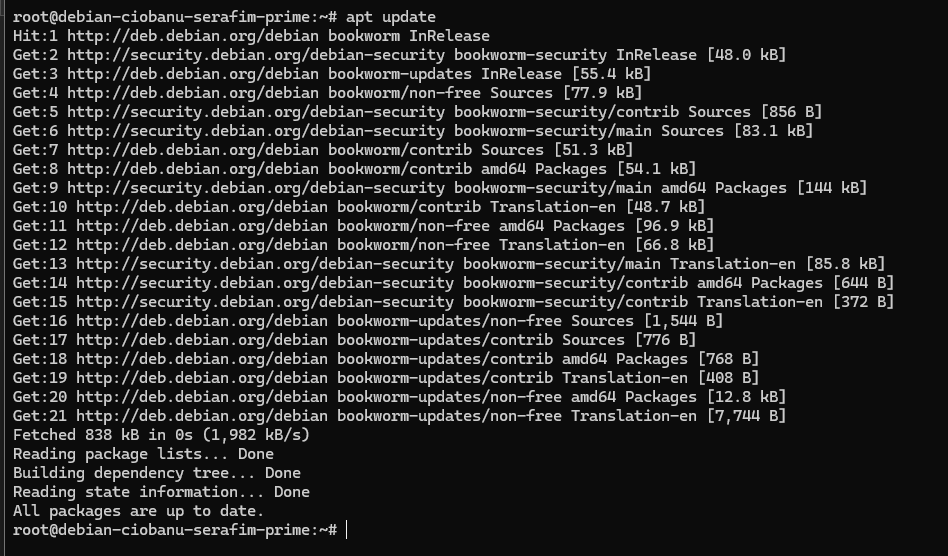 root@debian-ciobanu-serafim-prime:~# apt update
Hit:1 http://deb.debian.org/debian bookworm InRelease
Get:2 http://security.debian.org/debian-security bookworm-security InRelease [48.0 kB]
Get:3 http://deb.debian.org/debian bookworm-updates InRelease [55.4 kB]
Get:4 http://deb.debian.org/debian bookworm/non-free Sources [77.9 kB]
Get:5 http://security.debian.org/debian-security bookworm-security/contrib Sources [856 B]
Get:6 http://security.debian.org/debian-security bookworm-security/main Sources [83.1 kB]
Get:7 http://deb.debian.org/debian bookworm/contrib Sources [51.3 kB]
Get:8 http://deb.debian.org/debian bookworm/contrib amd64 Packages [54.1 kB]
Get:9 http://security.debian.org/debian-security bookworm-security/main amd64 Packages [144 kB]
Get:10 http://deb.debian.org/debian bookworm/contrib Translation-en [48.7 kB]
Get:11 http://deb.debian.org/debian bookworm/non-free amd64 Packages [96.9 kB]
Get:12 http://deb.debian.org/debian bookworm/non-free Translation-en [66.8 kB]
Get:13 http://security.debian.org/debian-security bookworm-security/main Translation-en [85.8 kB]
Get:14 http://security.debian.org/debian-security bookworm-security/contrib amd64 Packages [644 B]
Get:15 http://security.debian.org/debian-security bookworm-security/contrib Translation-en [372 B]
Get:16 http://deb.debian.org/debian bookworm-updates/non-free Sources [1,544 B]
Get:17 http://deb.debian.org/debian bookworm-updates/contrib Sources [776 B]
Get:18 http://deb.debian.org/debian bookworm-updates/contrib amd64 Packages [768 B]
Get:19 http://deb.debian.org/debian bookworm-updates/contrib Translation-en [408 B]
Get:20 http://deb.debian.org/debian bookworm-updates/non-free amd64 Packages [12.8 kB]
Get:21 http://deb.debian.org/debian bookworm-updates/non-free Translation-en [7,744 B]
Fetched 838 kB in 0s (1,982 kB/s)
Reading package lists... Done
Building dependency tree... Done
Reading state information... Done
All packages are up to date.
root@debian-ciobanu-serafim-prime:~#